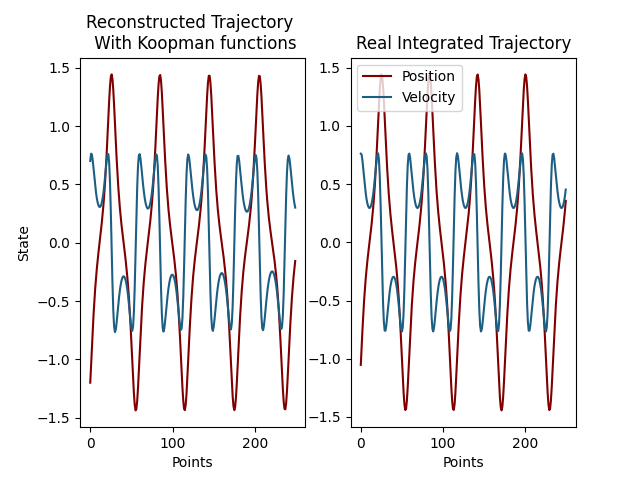 Reconstructed Trajectory
With Koopman functions
Real Integrated Trajectory
State
1.5
1.0
0.5
0.0
−0.5
−1.0
−1.5
0
100
200
Points
Position
Velocity
1.5
1.0
0.5
0.0
−0.5
−1.0
−1.5
0
100
200
Points